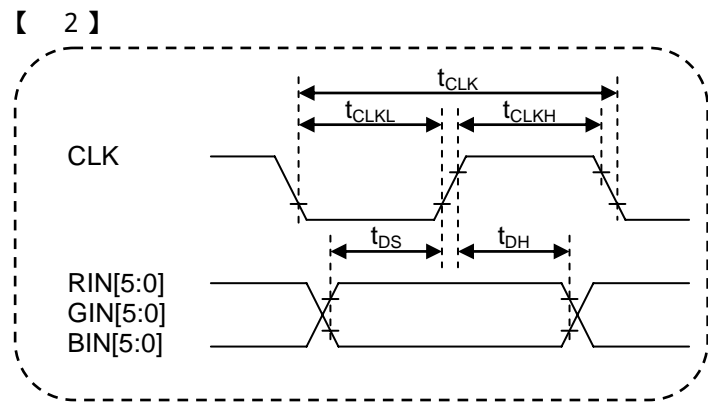 【 2 】
tCLK
tCLKL tCLKH
CLK
tDS tDH
RIN[5:0]
GIN[5:0]
BIN[5:0]